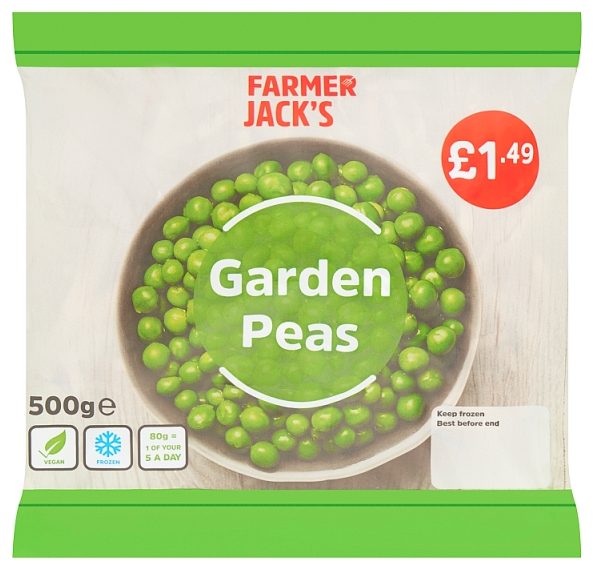 FARMER
JACK'S
£1.49
Garden
Peas
500g℮
VEGAN
FROZEN
80g =
1 OF YOUR
5 A DAY
Keep frozen
Best before end